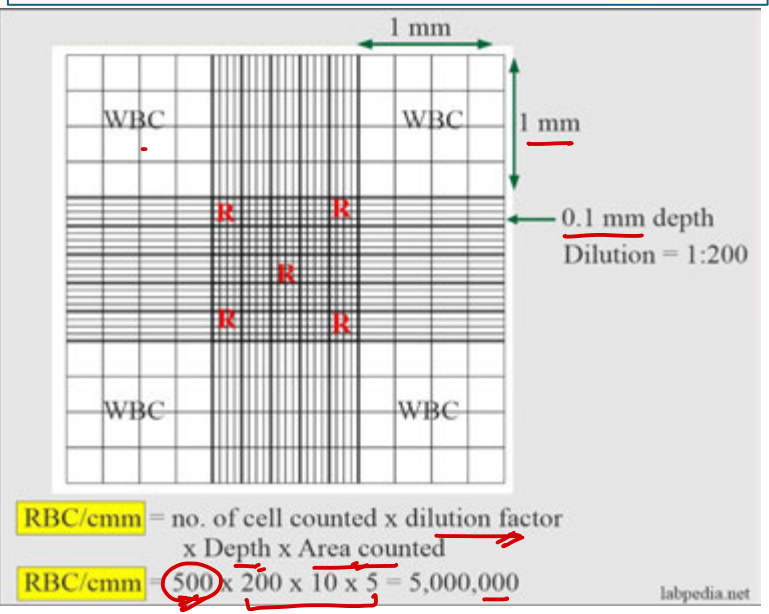 1 mm
WBC WBC
1 mm
R R
0.1 mm depth
Dilution = 1:200
R
R R
WBC WBC
RBC/cmm = no. of cell counted x dilution factor
x Depth x Area counted
RBC/cmm = 500 x 200 x 10 x 5 = 5,000,000
labpedia.net